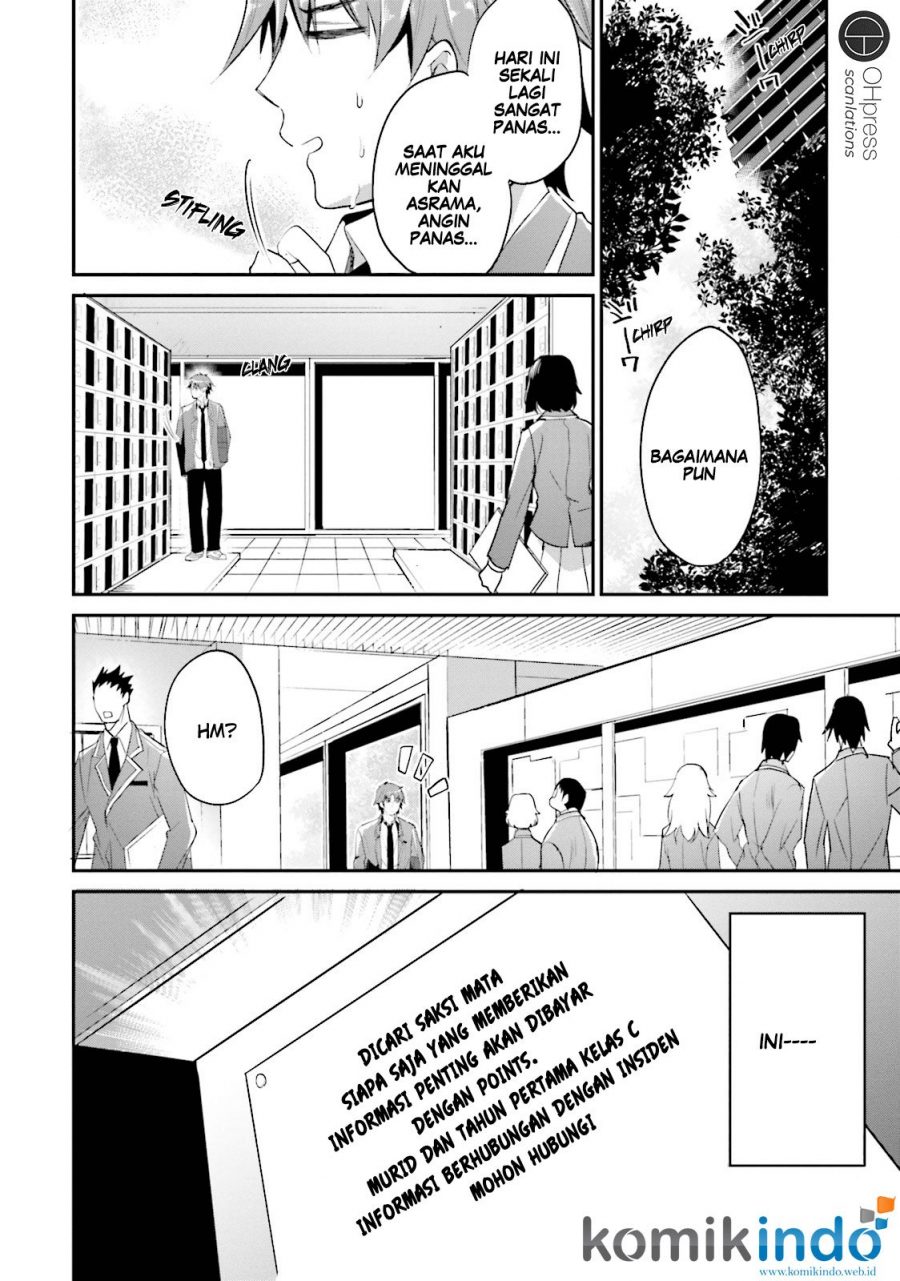 CHIRP
CHIRP
BAGAIMANA
PUN
HARI INI
SEKALI
LAGI
SANGAT
PANAS...
SAAT AKU
MENINGGAL
KAN
ASRAMA,
ANGIN
PANAS...
STIFLING
CLANG
HM?
INI----
DICARI SAKSI MATA
SIAPA SAJA YANG MEMBERIKAN
INFORMASI PENTING AKAN DIBAYAR
DENGAN POINTS.
MURID DAN TAHUN PERTAMA KELAS C
INFORMASI BERHUBUNGAN DENGAN INSIDEN
MOHON HUBUNGI
OHpress
scanlations
komikindo
www.komikindo.web.id